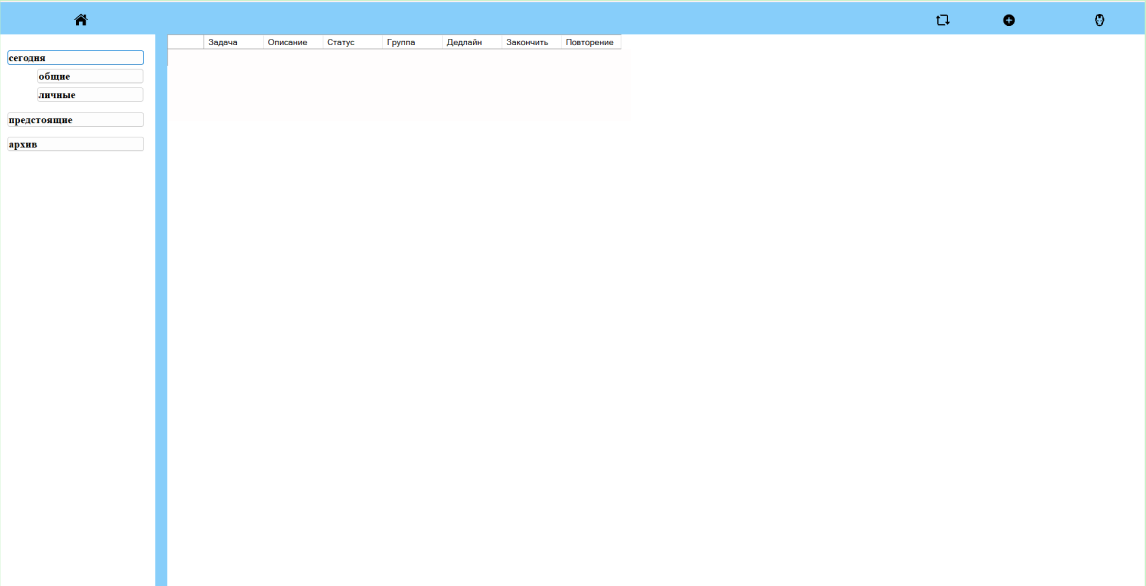 Задача Описание Статус Группа Дедлайн Закончить Повторение
сегодня
общие
личные
предстоящие
архив